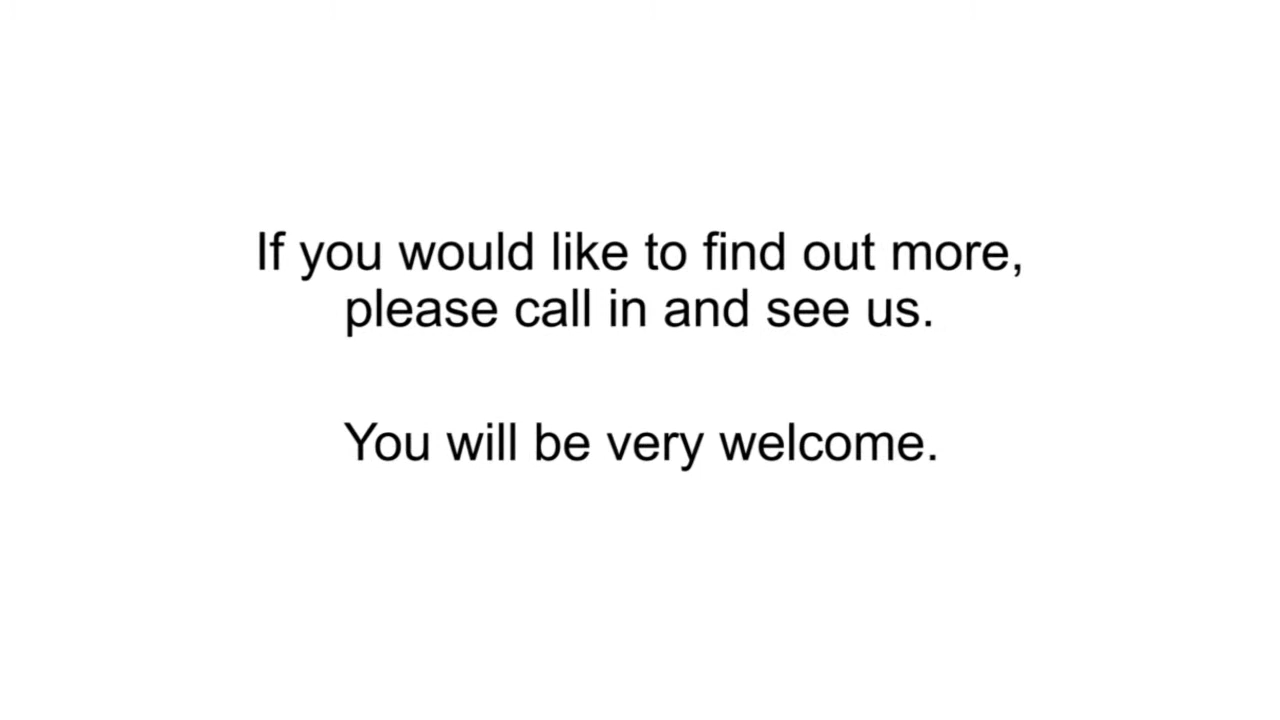 If you would like to find out more,
please call in and see us.
You will be very welcome.